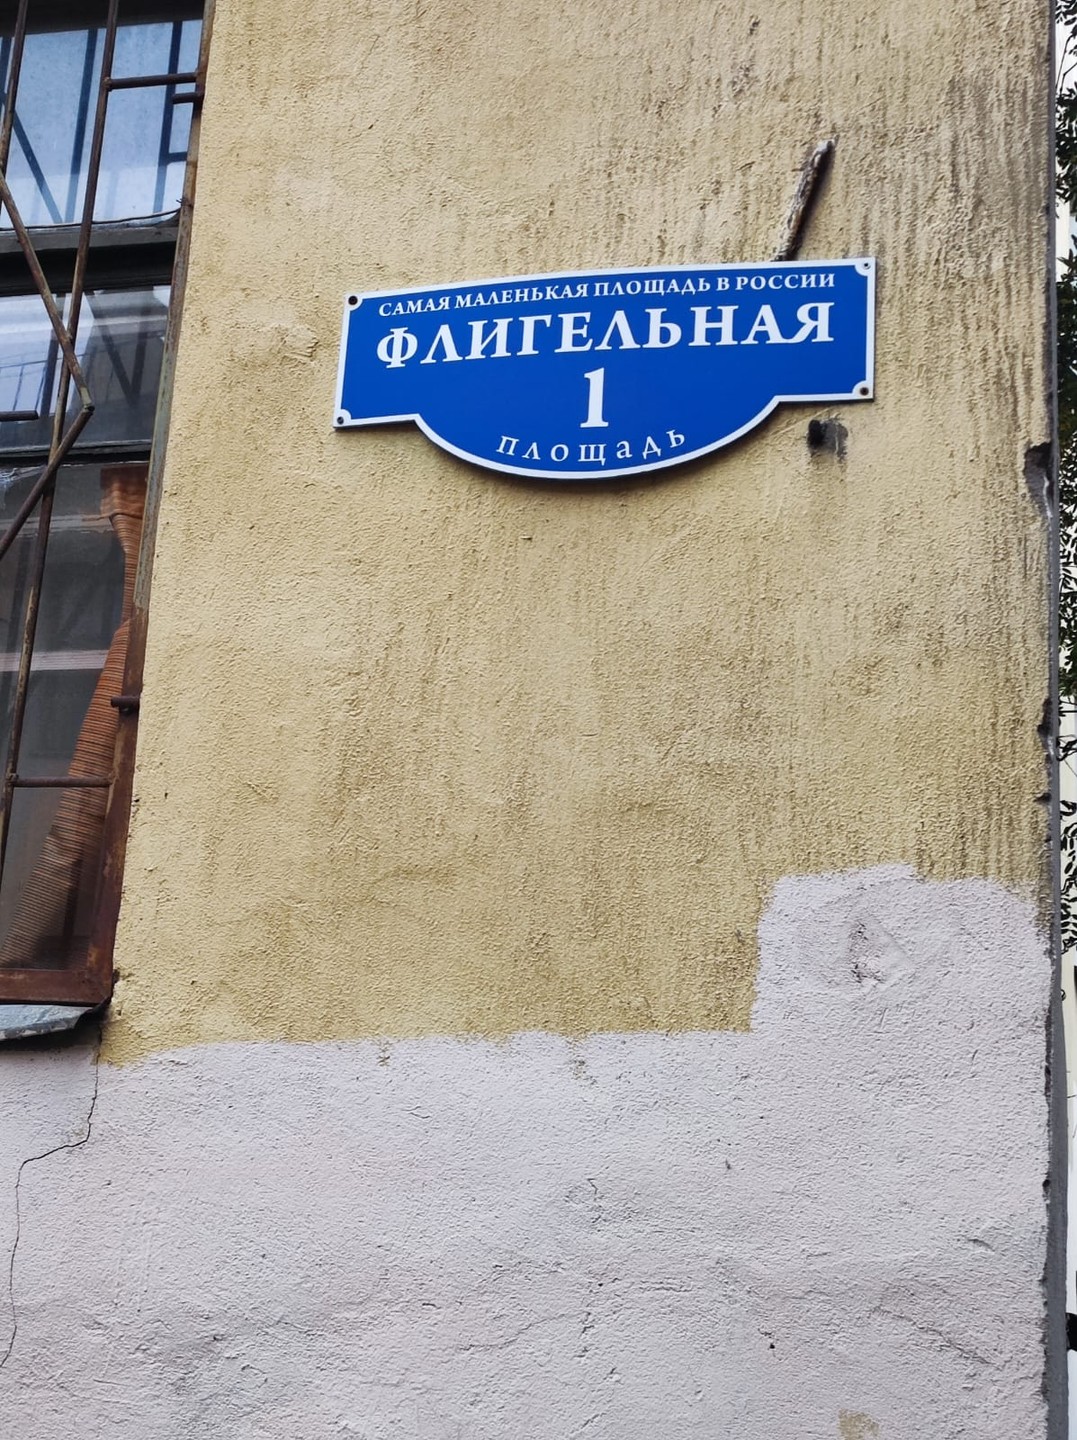 САМАЯ МАЛЕНЬКАЯ ПЛОЩАДЬ В РОССИИ
ФЛИГЕЛЬНАЯ
1
площадь